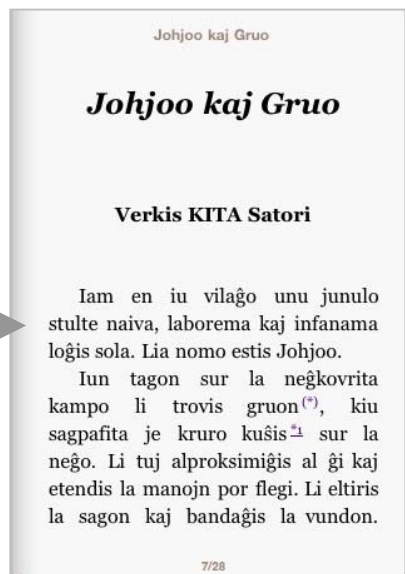 Johjoo kaj Gruo
Johjoo kaj Gruo
Verkis KITA Satori
Iam en iu vilaĝo unu junulo
stulte naiva, laborema kaj infanama
loĝis sola. Lia nomo estis Johjoo.
Iun tagon sur la neĝkovrita
kampo li trovis gruon(*), kiu
sagpafita je kruro kuŝis*1 sur la
neĝo. Li tuj alproksimiĝis al ĝi kaj
etendis la manojn por flegi. Li eltiris
la sagon kaj bandaĝis la vundon.
7/28